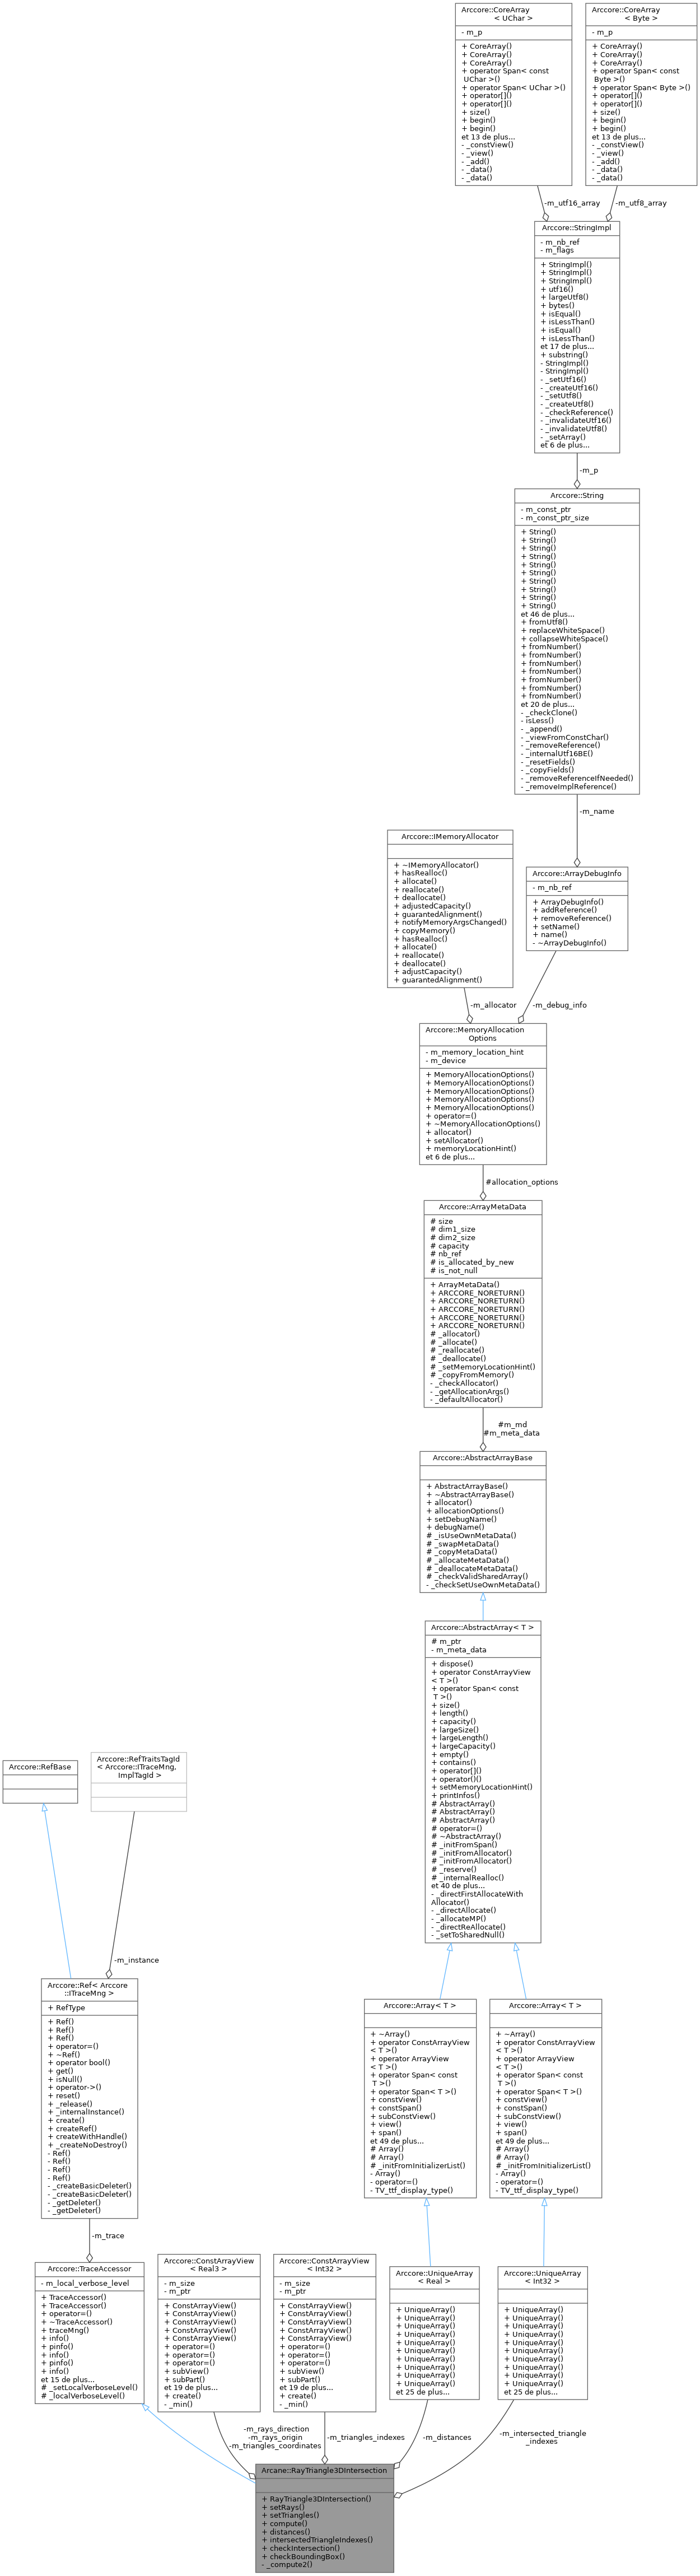 Arccore::CoreArray
< UChar >
- m_p
+ CoreArray()
+ CoreArray()
+ CoreArray()
+ operator Span< const
UChar >()
+ operator Span< UChar >()
+ operator[]()
+ operator[]()
+ size()
+ begin()
+ begin()
et 13 de plus...
- _constView()
- _view()
- _add()
- _data()
- _data()
Arccore::CoreArray
< Byte >
- m_p
+ CoreArray()
+ CoreArray()
+ CoreArray()
+ operator Span< const
Byte >()
+ operator Span< Byte >()
+ operator[]()
+ operator[]()
+ size()
+ begin()
+ begin()
et 13 de plus...
- _constView()
- _view()
- _add()
- _data()
- _data()
-m_utf16_array
-m_utf8_array
Arccore::StringImpl
- m_nb_ref
- m_flags
+ StringImpl()
+ StringImpl()
+ StringImpl()
+ utf16()
+ largeUtf8()
+ bytes()
+ isEqual()
+ isLessThan()
+ isEqual()
+ isLessThan()
et 17 de plus...
+ substring()
- StringImpl()
- StringImpl()
- _setUtf16()
- _createUtf16()
- _setUtf8()
- _createUtf8()
- _checkReference()
- _invalidateUtf16()
- _invalidateUtf8()
- _setArray()
et 6 de plus...
-m_p
Arccore::String
- m_const_ptr
- m_const_ptr_size
+ String()
+ String()
+ String()
+ String()
+ String()
+ String()
+ String()
+ String()
+ String()
+ String()
et 46 de plus...
+ fromUtf8()
+ replaceWhiteSpace()
+ collapseWhiteSpace()
+ fromNumber()
+ fromNumber()
+ fromNumber()
+ fromNumber()
+ fromNumber()
+ fromNumber()
+ fromNumber()
et 20 de plus...
- _checkClone()
- isLess()
- _append()
- _viewFromConstChar()
- _removeReference()
- _internalUtf16BE()
- _resetFields()
- _copyFields()
- _removeReferenceIfNeeded()
- _removeImplReference()
-m_name
Arccore::IMemoryAllocator
+ ~IMemoryAllocator()
+ hasRealloc()
+ allocate()
+ reallocate()
+ deallocate()
+ adjustedCapacity()
+ guarantedAlignment()
+ notifyMemoryArgsChanged()
+ copyMemory()
+ hasRealloc()
+ allocate()
+ reallocate()
+ deallocate()
+ adjustCapacity()
+ guarantedAlignment()
Arccore::ArrayDebugInfo
- m_nb_ref
+ ArrayDebugInfo()
+ addReference()
+ removeReference()
+ setName()
+ name()
- ~ArrayDebugInfo()
-m_allocator
-m_debug_info
Arccore::MemoryAllocation
Options
- m_memory_location_hint
- m_device
+ MemoryAllocationOptions()
+ MemoryAllocationOptions()
+ MemoryAllocationOptions()
+ MemoryAllocationOptions()
+ MemoryAllocationOptions()
+ operator=()
+ ~MemoryAllocationOptions()
+ allocator()
+ setAllocator()
+ memoryLocationHint()
et 6 de plus...
#allocation_options
Arccore::ArrayMetaData
# size
# dim1_size
# dim2_size
# capacity
# nb_ref
# is_allocated_by_new
# is_not_null
+ ArrayMetaData()
+ ARCCORE_NORETURN()
+ ARCCORE_NORETURN()
+ ARCCORE_NORETURN()
+ ARCCORE_NORETURN()
+ ARCCORE_NORETURN()
# _allocator()
# _allocate()
# _reallocate()
# _deallocate()
# _setMemoryLocationHint()
# _copyFromMemory()
- _checkAllocator()
- _getAllocationArgs()
- _defaultAllocator()
#m_md
#m_meta_data
Arccore::AbstractArrayBase
+ AbstractArrayBase()
+ ~AbstractArrayBase()
+ allocator()
+ allocationOptions()
+ setDebugName()
+ debugName()
# _isUseOwnMetaData()
# _swapMetaData()
# _copyMetaData()
# _allocateMetaData()
# _deallocateMetaData()
# _checkValidSharedArray()
- _checkSetUseOwnMetaData()
Arccore::AbstractArray< T >
# m_ptr
- m_meta_data
+ dispose()
+ operator ConstArrayView
< T >()
+ operator Span< const
T >()
+ size()
+ length()
+ capacity()
+ largeSize()
+ largeLength()
+ largeCapacity()
+ empty()
+ contains()
+ operator[]()
+ operator()()
+ setMemoryLocationHint()
+ printInfos()
# AbstractArray()
# AbstractArray()
# AbstractArray()
# operator=()
# ~AbstractArray()
# _initFromSpan()
# _initFromAllocator()
# _initFromAllocator()
# _reserve()
# _internalRealloc()
et 40 de plus...
- _directFirstAllocateWith
Allocator()
- _directAllocate()
- _allocateMP()
- _directReAllocate()
- _setToSharedNull()
Arccore::RefBase
Arccore::RefTraitsTagId
< Arccore::ITraceMng,
ImplTagId >
-m_instance
Arccore::Ref< Arccore
::ITraceMng >
+ RefType
+ Ref()
+ Ref()
+ Ref()
+ operator=()
+ ~Ref()
+ operator bool()
+ get()
+ isNull()
+ operator->()
+ reset()
+ _release()
+ _internalInstance()
+ create()
+ createRef()
+ createWithHandle()
+ _createNoDestroy()
- Ref()
- Ref()
- Ref()
- Ref()
- _createBasicDeleter()
- _createBasicDeleter()
- _getDeleter()
- _getDeleter()
Arccore::Array< T >
+ ~Array()
+ operator ConstArrayView
< T >()
+ operator ArrayView
< T >()
+ operator Span< const
T >()
+ operator Span< T >()
+ constView()
+ constSpan()
+ subConstView()
+ view()
+ span()
et 49 de plus...
# Array()
# Array()
# _initFromInitializerList()
- Array()
- operator=()
- TV_ttf_display_type()
Arccore::Array< T >
+ ~Array()
+ operator ConstArrayView
< T >()
+ operator ArrayView
< T >()
+ operator Span< const
T >()
+ operator Span< T >()
+ constView()
+ constSpan()
+ subConstView()
+ view()
+ span()
et 49 de plus...
# Array()
# Array()
# _initFromInitializerList()
- Array()
- operator=()
- TV_ttf_display_type()
-m_trace
Arccore::TraceAccessor
- m_local_verbose_level
+ TraceAccessor()
+ TraceAccessor()
+ operator=()
+ ~TraceAccessor()
+ traceMng()
+ info()
+ pinfo()
+ info()
+ pinfo()
+ info()
et 15 de plus...
# _setLocalVerboseLevel()
# _localVerboseLevel()
Arccore::ConstArrayView
< Real3 >
- m_size
- m_ptr
+ ConstArrayView()
+ ConstArrayView()
+ ConstArrayView()
+ ConstArrayView()
+ ConstArrayView()
+ operator=()
+ operator=()
+ operator=()
+ subView()
+ subPart()
et 19 de plus...
+ create()
- _min()
Arccore::ConstArrayView
< Int32 >
- m_size
- m_ptr
+ ConstArrayView()
+ ConstArrayView()
+ ConstArrayView()
+ ConstArrayView()
+ ConstArrayView()
+ operator=()
+ operator=()
+ operator=()
+ subView()
+ subPart()
et 19 de plus...
+ create()
- _min()
Arccore::UniqueArray
< Real >
+ UniqueArray()
+ UniqueArray()
+ UniqueArray()
+ UniqueArray()
+ UniqueArray()
+ UniqueArray()
+ UniqueArray()
+ UniqueArray()
+ UniqueArray()
+ UniqueArray()
et 25 de plus...
Arccore::UniqueArray
< Int32 >
+ UniqueArray()
+ UniqueArray()
+ UniqueArray()
+ UniqueArray()
+ UniqueArray()
+ UniqueArray()
+ UniqueArray()
+ UniqueArray()
+ UniqueArray()
+ UniqueArray()
et 25 de plus...
-m_rays_direction
-m_rays_origin
-m_triangles_coordinates
-m_triangles_indexes
-m_distances
-m_intersected_triangle
_indexes
Arcane::RayTriangle3DIntersection
+ RayTriangle3DIntersection()
+ setRays()
+ setTriangles()
+ compute()
+ distances()
+ intersectedTriangleIndexes()
+ checkIntersection()
+ checkBoundingBox()
- _compute2()